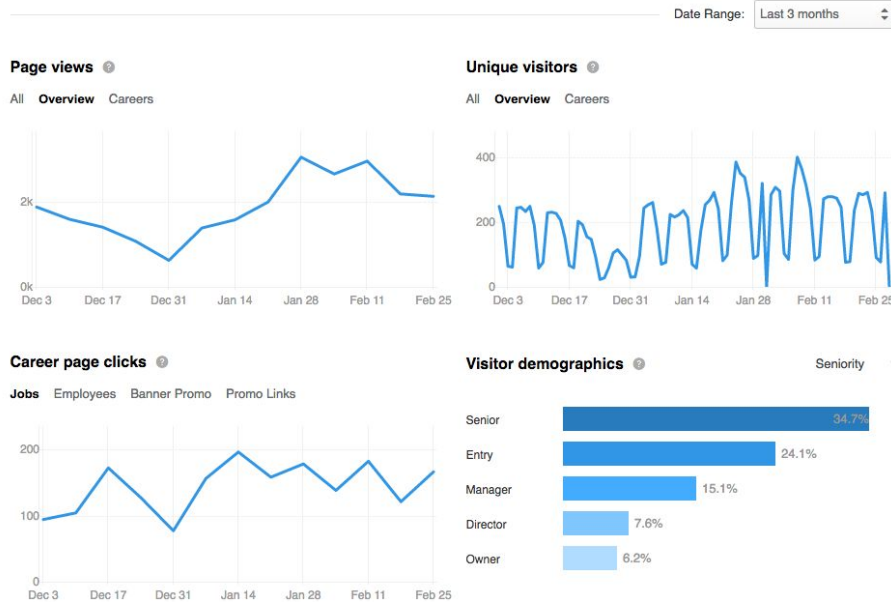 Date Range: Last 3 months
Page views ?
All Overview Careers
2k
0k
Dec 3 Dec 17 Dec 31 Jan 14 Jan 28 Feb 11 Feb 25
Unique visitors ?
All Overview Careers
400
200
0
Dec 3 Dec 17 Dec 31 Jan 14 Jan 28 Feb 11 Feb 25
Career page clicks ?
Jobs Employees Banner Promo Promo Links
200
100
0
Dec 3 Dec 17 Dec 31 Jan 14 Jan 28 Feb 11 Feb 25
Visitor demographics ? Seniority
Senior 34.7%
Entry 24.1%
Manager 15.1%
Director 7.6%
Owner 6.2%